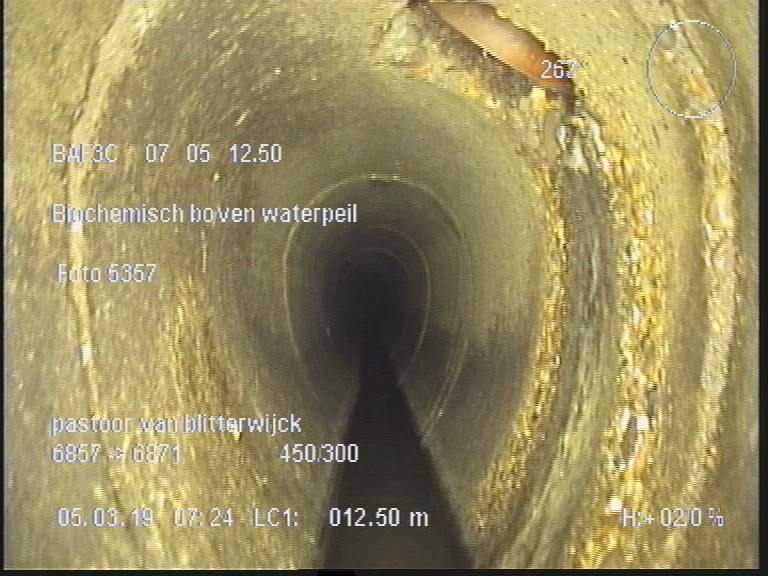 263
BAF3C 07 05 12.50
Biochemisch boven waterpeil
Foto 5357
pastoor van blitterwijck
6857 -> 6871 450/300
05.03.19 07:24 LC1: 012.50 m H:+ 02.0 %